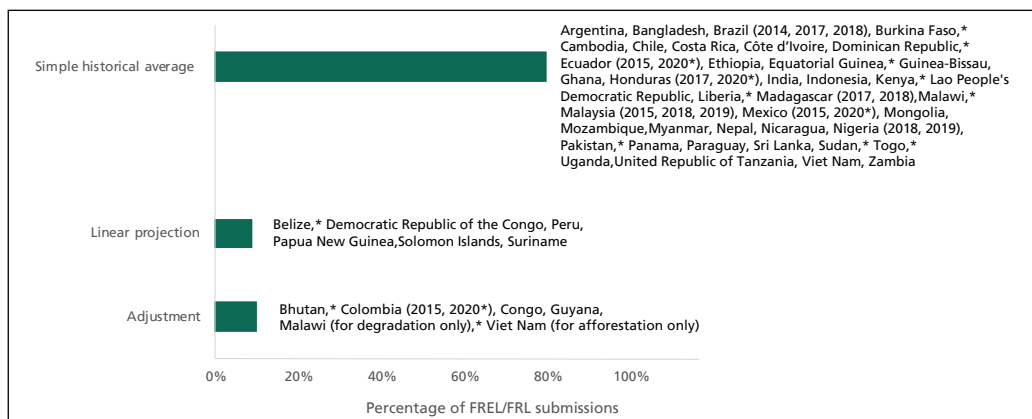 Simple historical average
Argentina, Bangladesh, Brazil (2014, 2017, 2018), Burkina Faso,*
Cambodia, Chile, Costa Rica, Côte d'Ivoire, Dominican Republic,*
Ecuador (2015, 2020*), Ethiopia, Equatorial Guinea,* Guinea-Bissau,
Ghana, Honduras (2017, 2020*), India, Indonesia, Kenya,* Lao People's
Democratic Republic, Liberia,* Madagascar (2017, 2018),Malawi,*
Malaysia (2015, 2018, 2019), Mexico (2015, 2020*), Mongolia,
Mozambique,Myanmar, Nepal, Nicaragua, Nigeria (2018, 2019),
Pakistan,* Panama, Paraguay, Sri Lanka, Sudan,* Togo,*
Uganda,United Republic of Tanzania, Viet Nam, Zambia
Linear projection
Belize,* Democratic Republic of the Congo, Peru,
Papua New Guinea,Solomon Islands, Suriname
Adjustment
Bhutan,* Colombia (2015, 2020*), Congo, Guyana,
Malawi (for degradation only),* Viet Nam (for afforestation only)
0% 20% 40% 60% 80% 100%
Percentage of FREL/FRL submissions